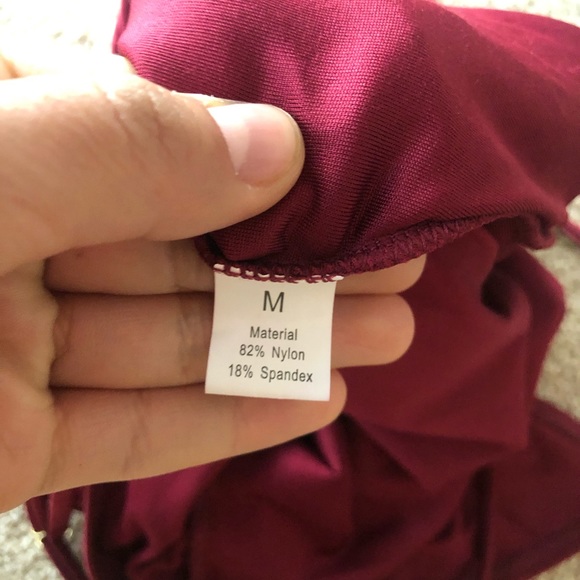 M
Material
82% Nylon
18% Spandex